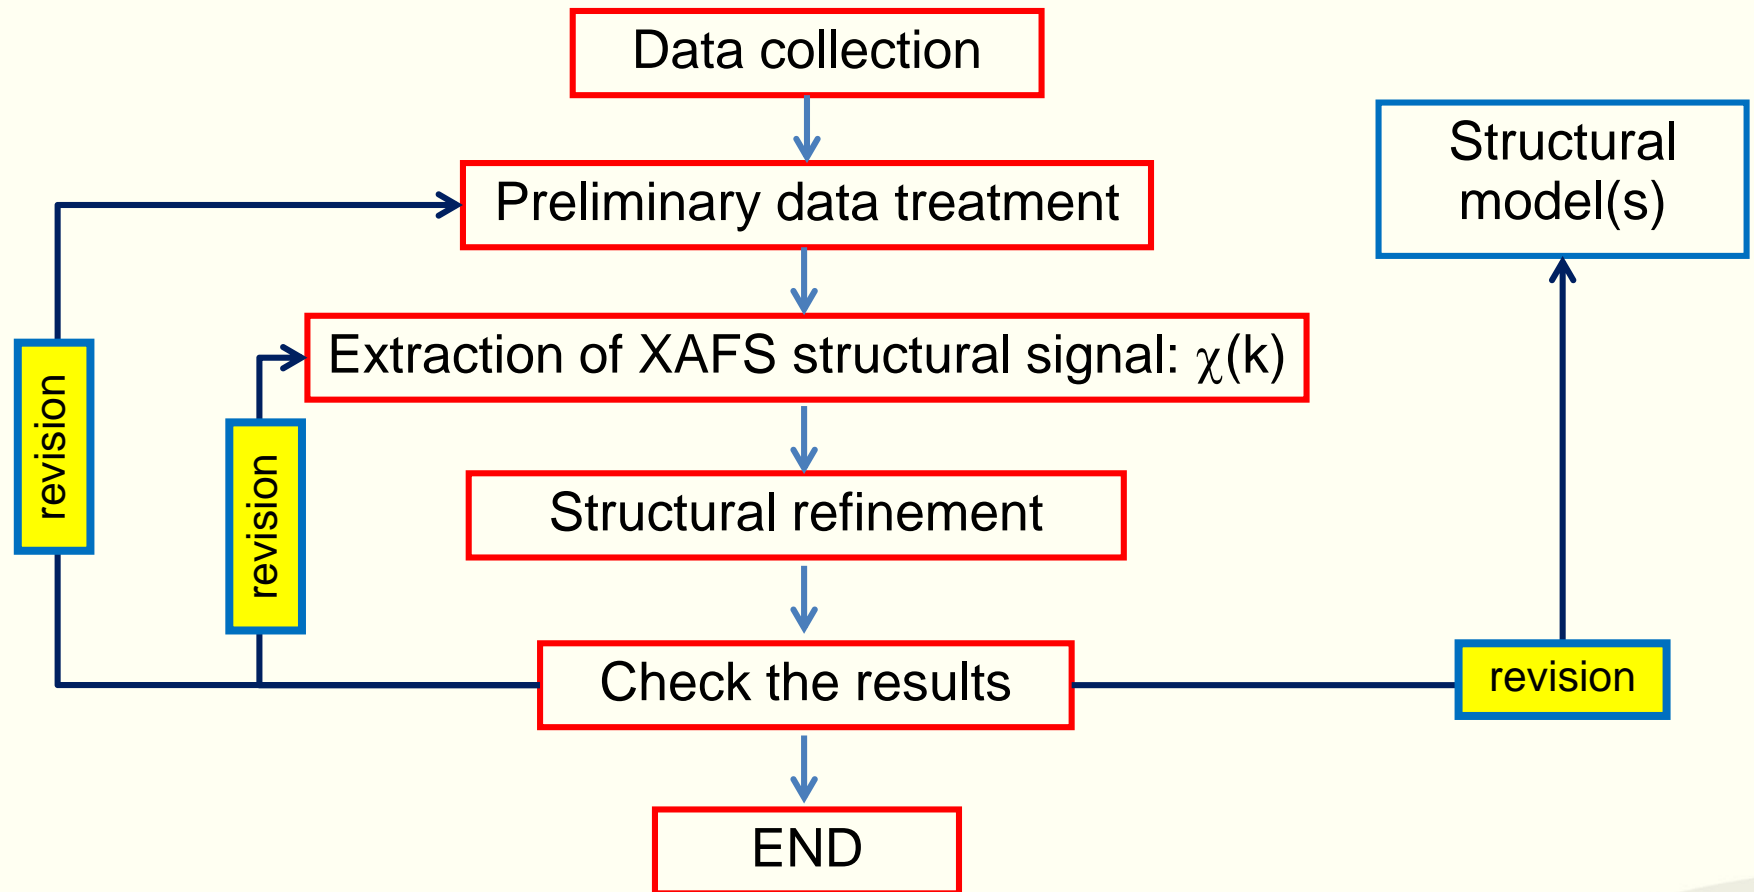 Data collection
Structural
model(s)
Preliminary data treatment
Extraction of XAFS structural signal: χ(k)
revision
revision
Structural refinement
Check the results
revision
END